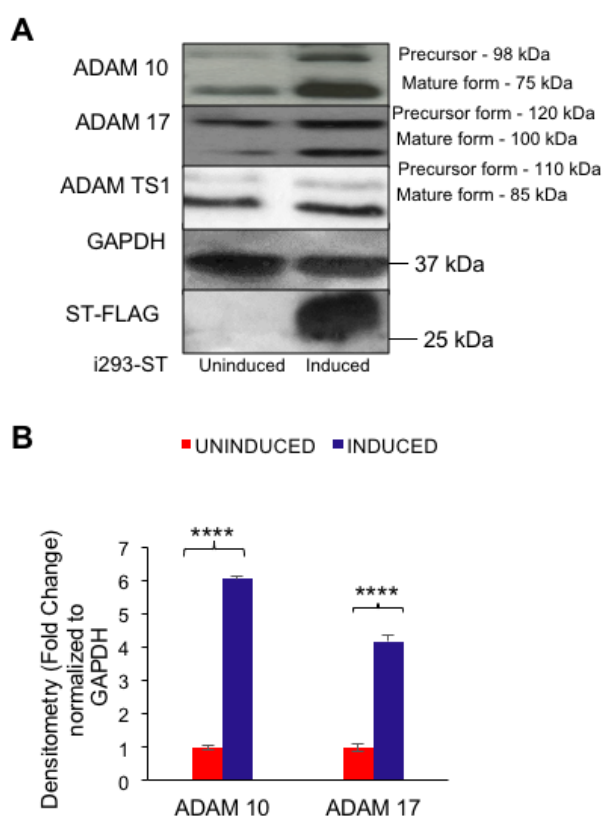 A
ADAM 10
Precursor - 98 kDa
Mature form - 75 kDa
ADAM 17
Precursor form - 120 kDa
Mature form - 100 kDa
ADAM TS1
Precursor form - 110 kDa
Mature form - 85 kDa
GAPDH
37 kDa
ST-FLAG
25 kDa
i293-ST Uninduced Induced
B
UNINDUCED INDUCED
Densitometry (Fold Change)
normalized to
GAPDH
7
6
5
4
3
2
1
0
****
****
ADAM 10 ADAM 17